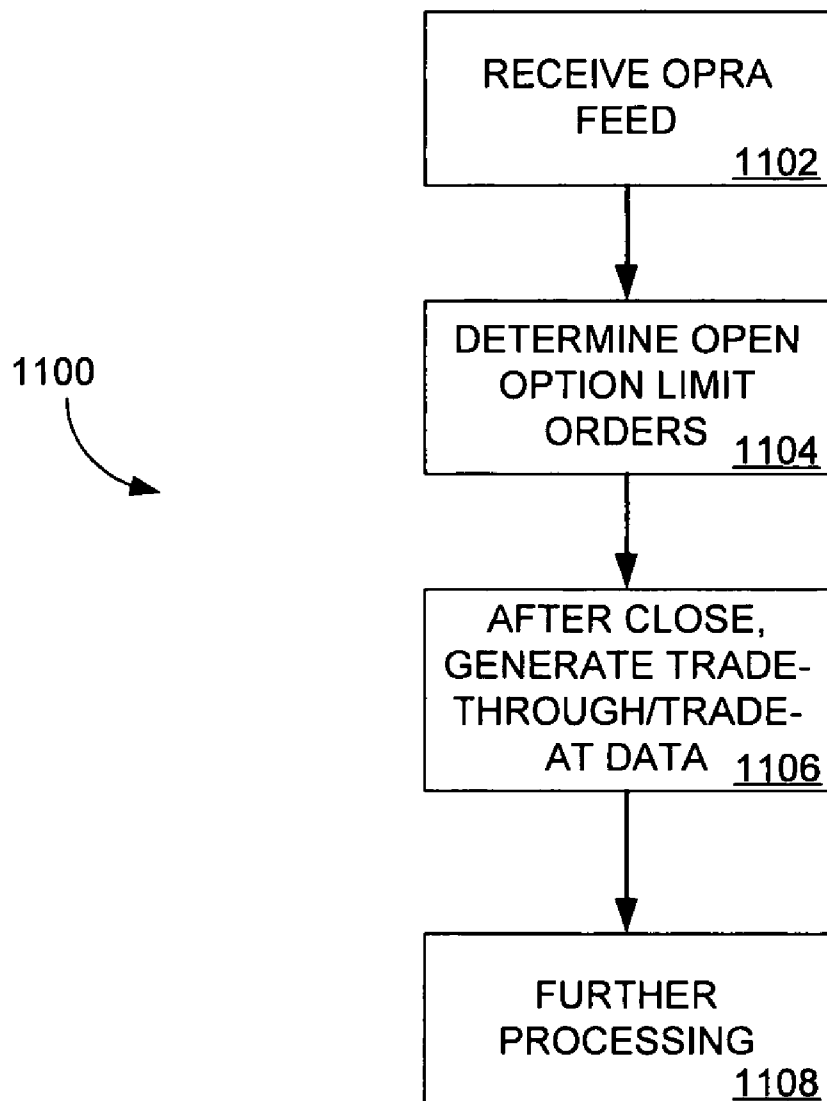 RECEIVE OPRA
FEED
1102
DETERMINE OPEN
OPTION LIMIT
ORDERS
1104
1100
AFTER CLOSE,
GENERATE TRADE-
THROUGH/TRADE-
AT DATA
1106
FURTHER
PROCESSING
1108